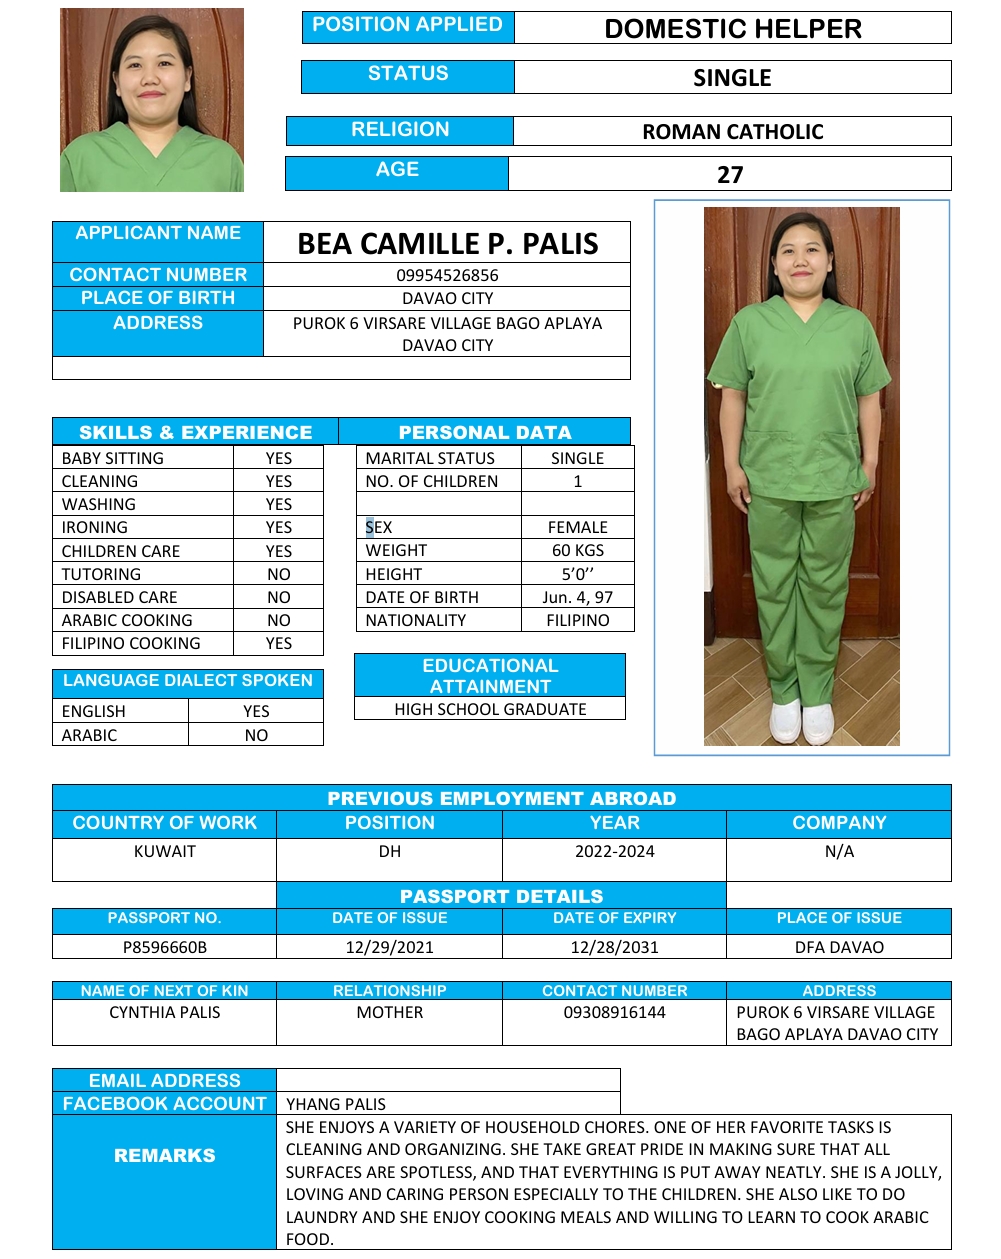 POSITION APPLIED DOMESTIC HELPER
STATUS SINGLE
RELIGION ROMAN CATHOLIC
AGE 27
APPLICANT NAME BEA CAMILLE P. PALIS
CONTACT NUMBER 09954526856
PLACE OF BIRTH DAVAO CITY
ADDRESS PUROK 6 VIRSARE VILLAGE BAGO APLAYA
DAVAO CITY
SKILLS & EXPERIENCE
BABY SITTING YES
CLEANING YES
WASHING YES
IRONING YES
CHILDREN CARE YES
TUTORING NO
DISABLED CARE NO
ARABIC COOKING NO
FILIPINO COOKING YES
LANGUAGE DIALECT SPOKEN
ENGLISH YES
ARABIC NO
PERSONAL DATA
MARITAL STATUS SINGLE
NO. OF CHILDREN 1
SEX FEMALE
WEIGHT 60 KGS
HEIGHT 5’0’’
DATE OF BIRTH Jun. 4, 97
NATIONALITY FILIPINO
EDUCATIONAL
ATTAINMENT
HIGH SCHOOL GRADUATE
PREVIOUS EMPLOYMENT ABROAD
COUNTRY OF WORK POSITION YEAR COMPANY
KUWAIT DH 2022-2024 N/A
PASSPORT DETAILS
PASSPORT NO. DATE OF ISSUE DATE OF EXPIRY PLACE OF ISSUE
P8596660B 12/29/2021 12/28/2031 DFA DAVAO
NAME OF NEXT OF KIN RELATIONSHIP CONTACT NUMBER ADDRESS
CYNTHIA PALIS MOTHER 09308916144 PUROK 6 VIRSARE VILLAGE
BAGO APLAYA DAVAO CITY
EMAIL ADDRESS
FACEBOOK ACCOUNT YHANG PALIS
REMARKS
SHE ENJOYS A VARIETY OF HOUSEHOLD CHORES. ONE OF HER FAVORITE TASKS IS
CLEANING AND ORGANIZING. SHE TAKE GREAT PRIDE IN MAKING SURE THAT ALL
SURFACES ARE SPOTLESS, AND THAT EVERYTHING IS PUT AWAY NEATLY. SHE IS A JOLLY,
LOVING AND CARING PERSON ESPECIALLY TO THE CHILDREN. SHE ALSO LIKE TO DO
LAUNDRY AND SHE ENJOY COOKING MEALS AND WILLING TO LEARN TO COOK ARABIC
FOOD.